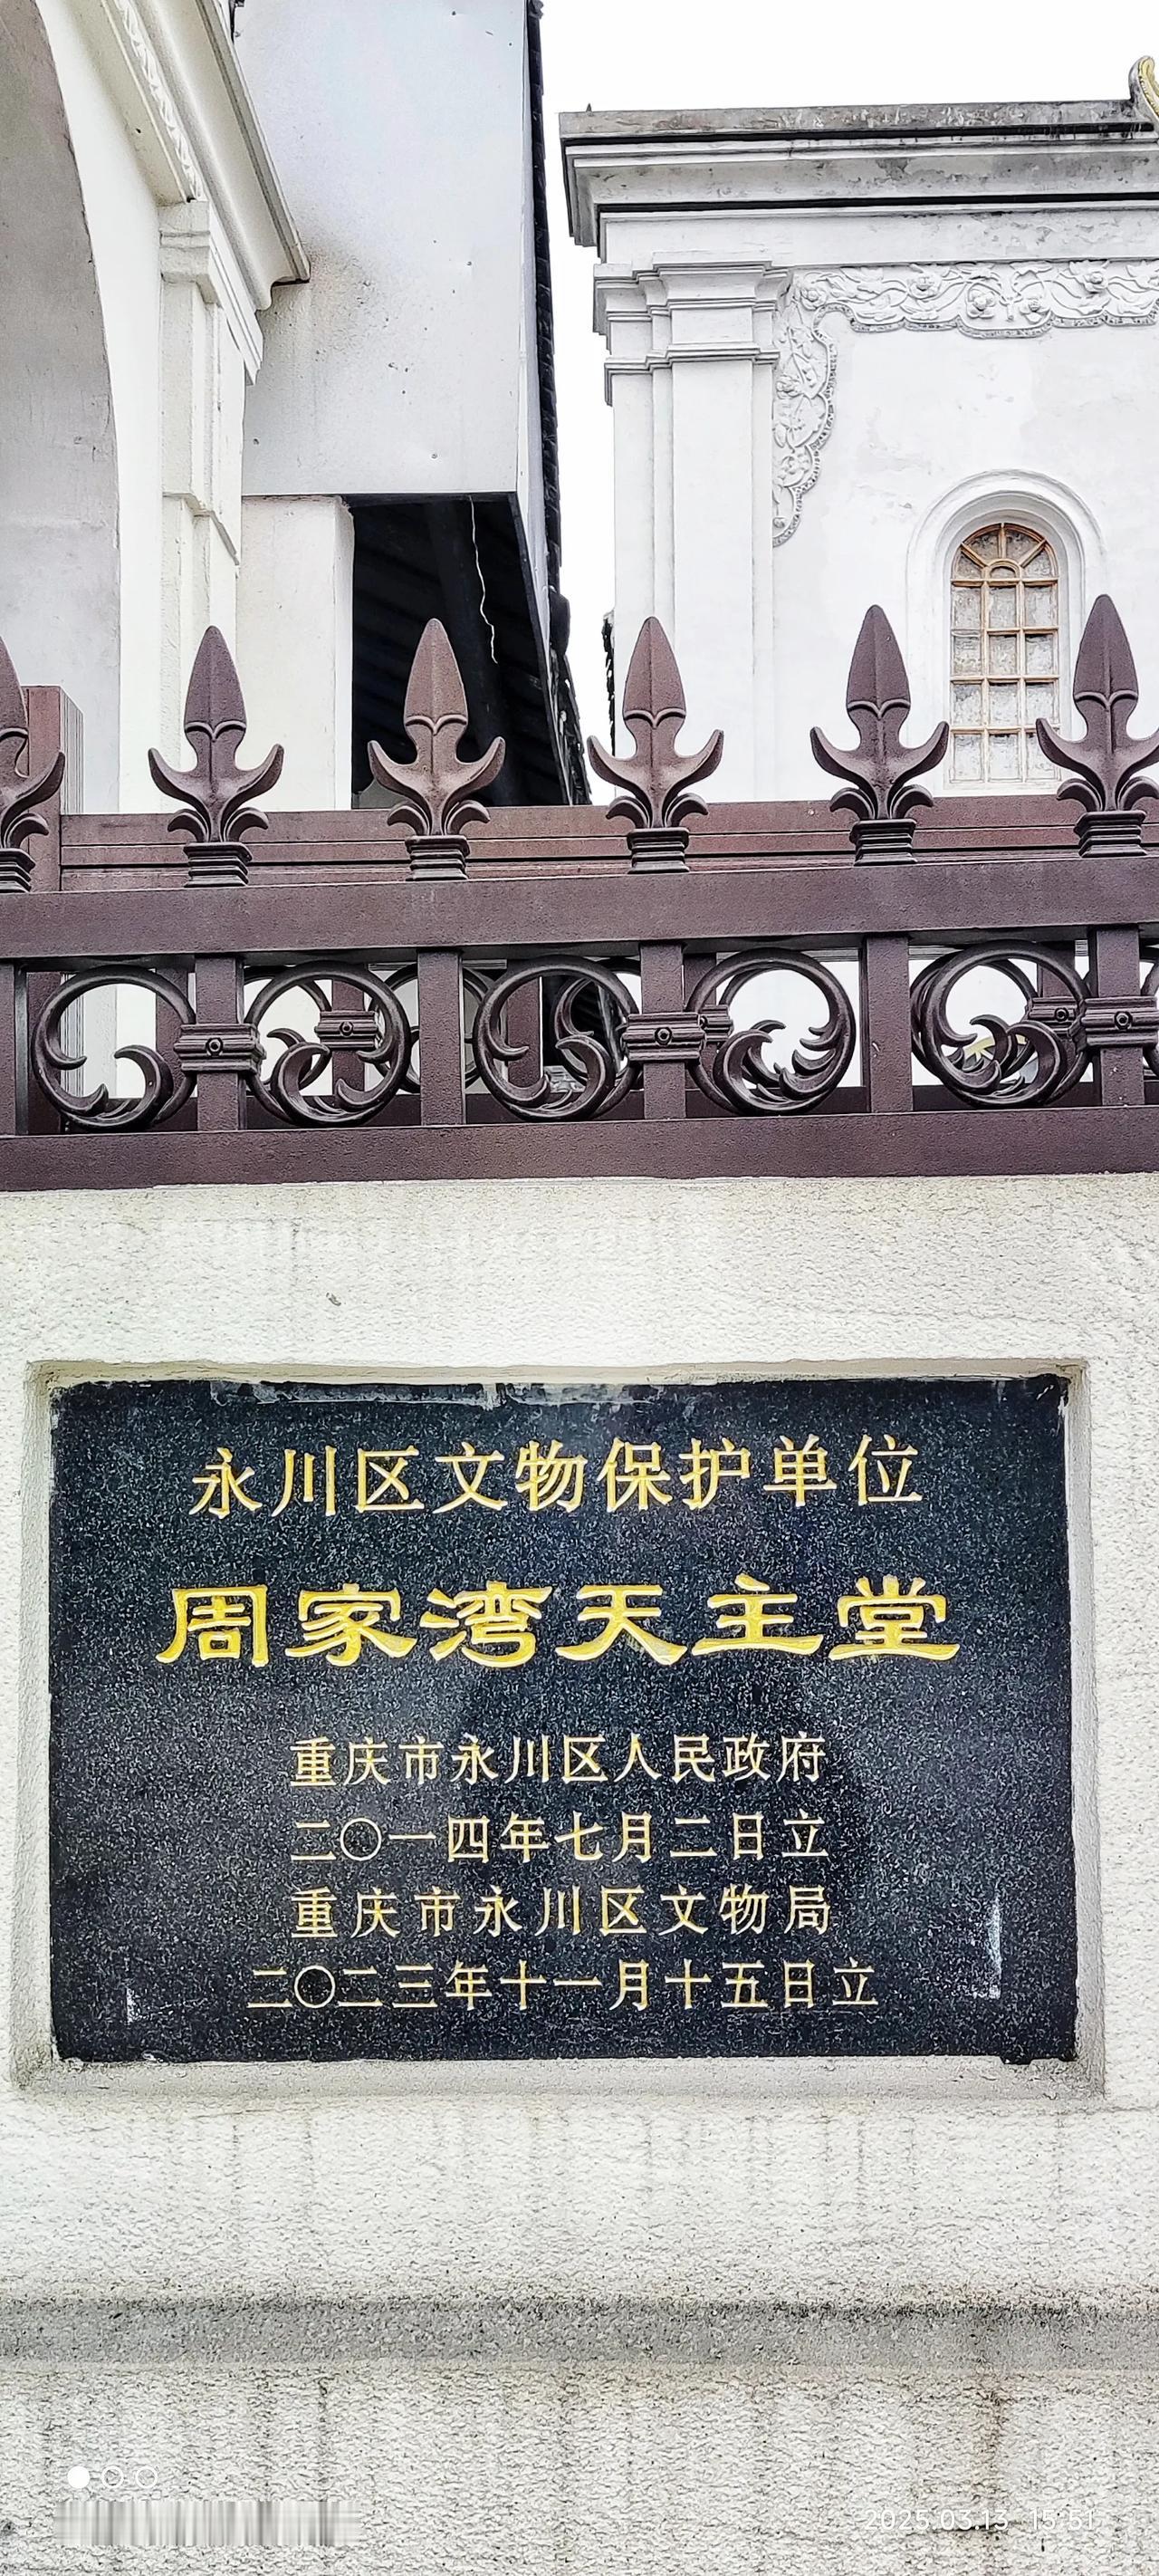 永川区文物保护单位
周家湾天主堂
重庆市永川区人民政府
二〇一四年七月二日立
重庆市永川区文物局
二〇二三年十一月十五日立
2025.03.13 15:51